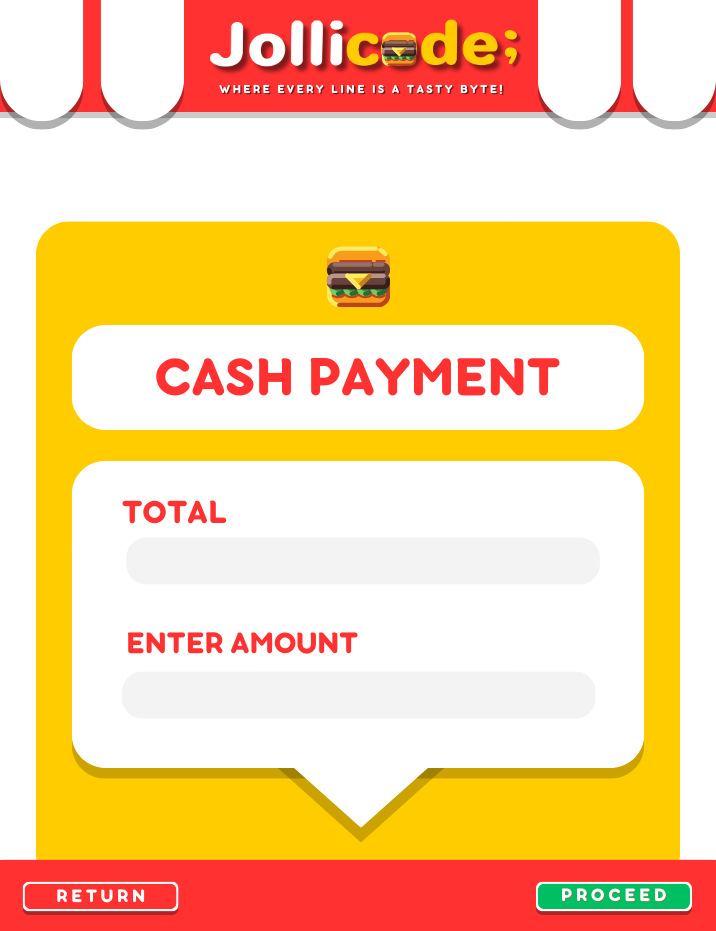 Jollicode;
WHERE EVERY LINE IS A TASTY BYTE!
CASH PAYMENT
TOTAL
ENTER AMOUNT
RETURN
PROCEED